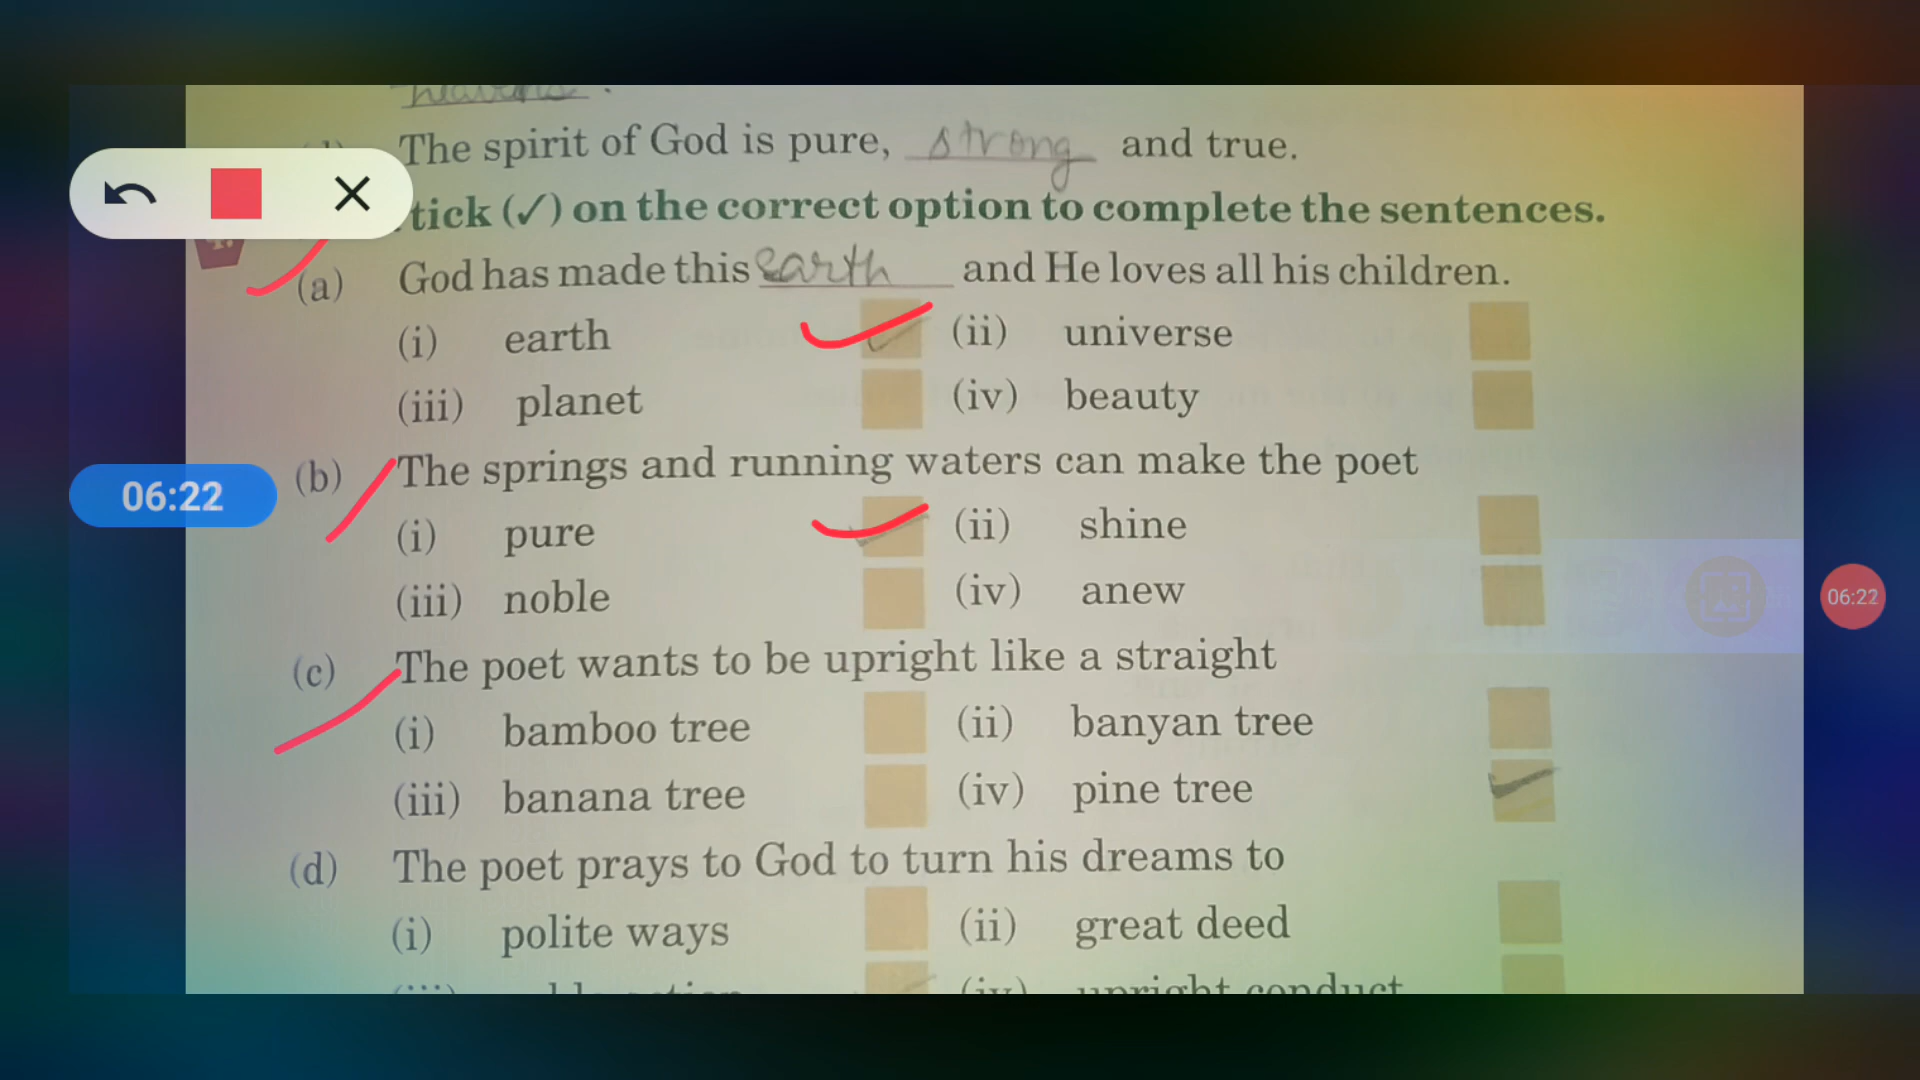 heavens.
The spirit of God is pure, strong and true.
tick (✓) on the correct option to complete the sentences.
(a) God has made this earth and He loves all his children.
(i) earth (ii) universe
(iii) planet (iv) beauty
(b) The springs and running waters can make the poet
06:22
(i) pure (ii) shine
(iii) noble (iv) anew
06:22
(c) The poet wants to be upright like a straight
(i) bamboo tree (ii) banyan tree
(iii) banana tree (iv) pine tree
(d) The poet prays to God to turn his dreams to
(i) polite ways (ii) great deed
(iv) upright conduct